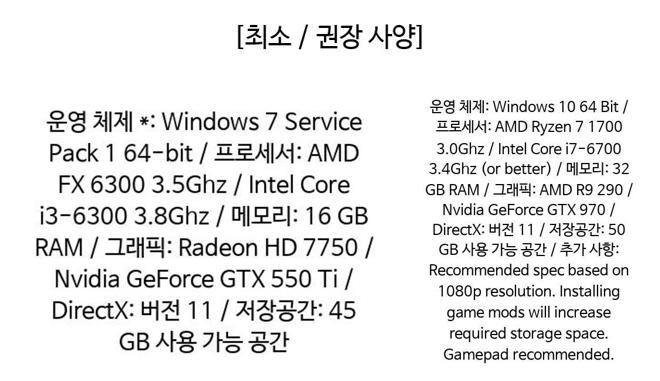 [최소 / 권장 사양]
운영 체제 *: Windows 7 Service
Pack 1 64-bit / 프로세서: AMD
FX 6300 3.5Ghz / Intel Core
i3-6300 3.8Ghz / 메모리: 16 GB
RAM / 그래픽: Radeon HD 7750 /
Nvidia GeForce GTX 550 Ti /
DirectX: 버전 11 / 저장공간: 45
GB 사용 가능 공간
운영 체제: Windows 10 64 Bit /
프로세서: AMD Ryzen 7 1700
3.0Ghz / Intel Core i7-6700
3.4Ghz (or better) / 메모리: 32
GB RAM / 그래픽: AMD R9 290 /
Nvidia GeForce GTX 970 /
DirectX: 버전 11 / 저장공간: 50
GB 사용 가능 공간 / 추가 사항:
Recommended spec based on
1080p resolution. Installing
game mods will increase
required storage space.
Gamepad recommended.